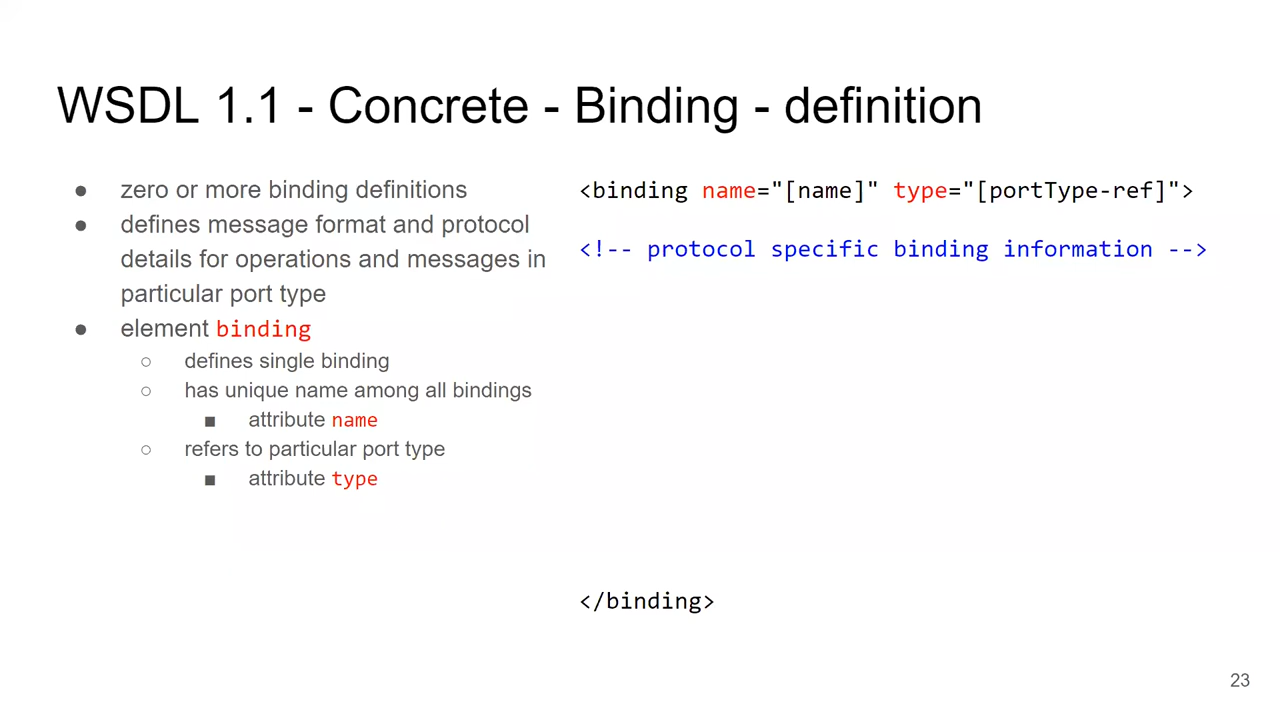 WSDL 1.1 - Concrete - Binding - definition
● zero or more binding definitions
● defines message format and protocol
details for operations and messages in
particular port type
● element binding
○ defines single binding
○ has unique name among all bindings
■ attribute name
○ refers to particular port type
■ attribute type
<binding name="[name]" type="[portType-ref]">
<!-- protocol specific binding information -->
</binding>
23